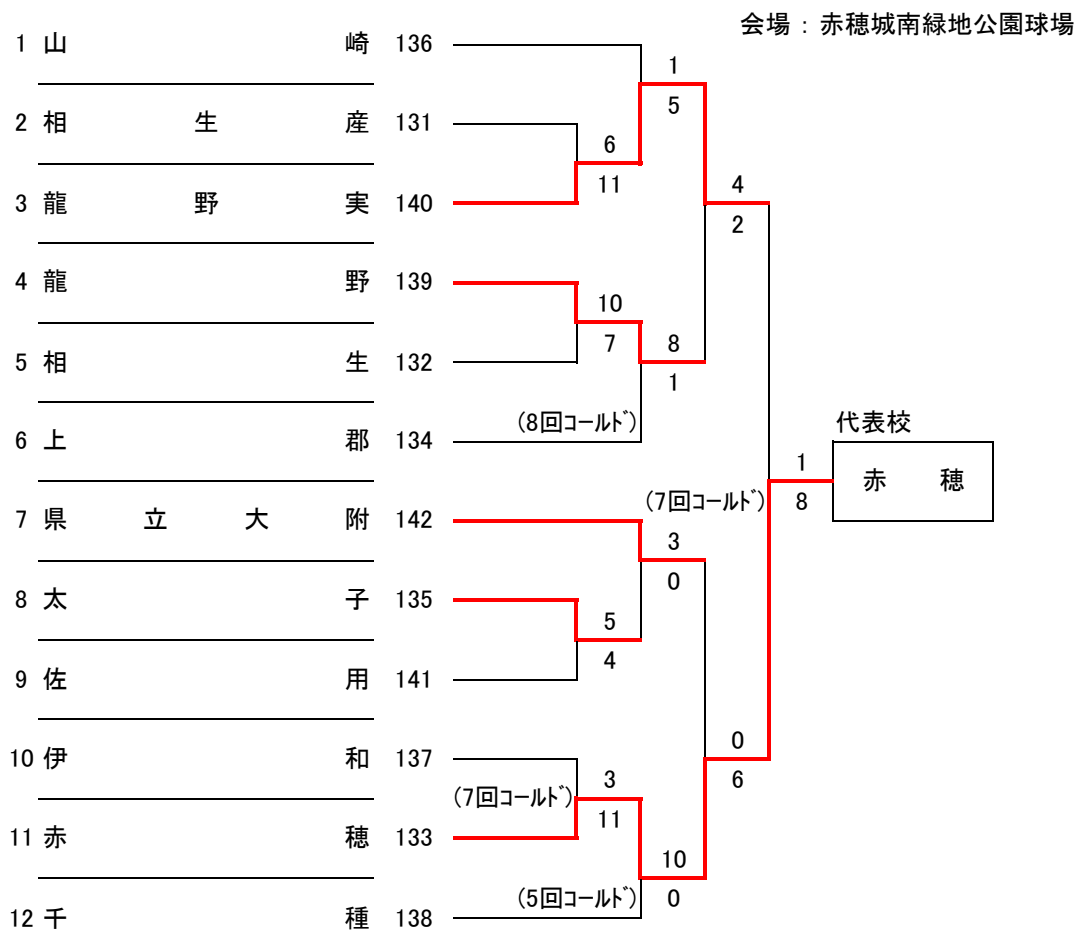 会場：赤穂城南緑地公園球場
1 山崎 136
1
5
2 相生産 131
6
11
3 龍野実 140
4
2
4 龍野 139
10
7
5 相生 132
8
1
(8回コールド)
6 上郡 134
代表校
赤穂
1
8
(7回コールド)
7 県立大附 142
3
0
8 太子 135
5
4
9 佐用 141
0
6
10 伊和 137
(7回コールド)
3
11
11 赤穂 133
10
0
(5回コールド)
12 千種 138